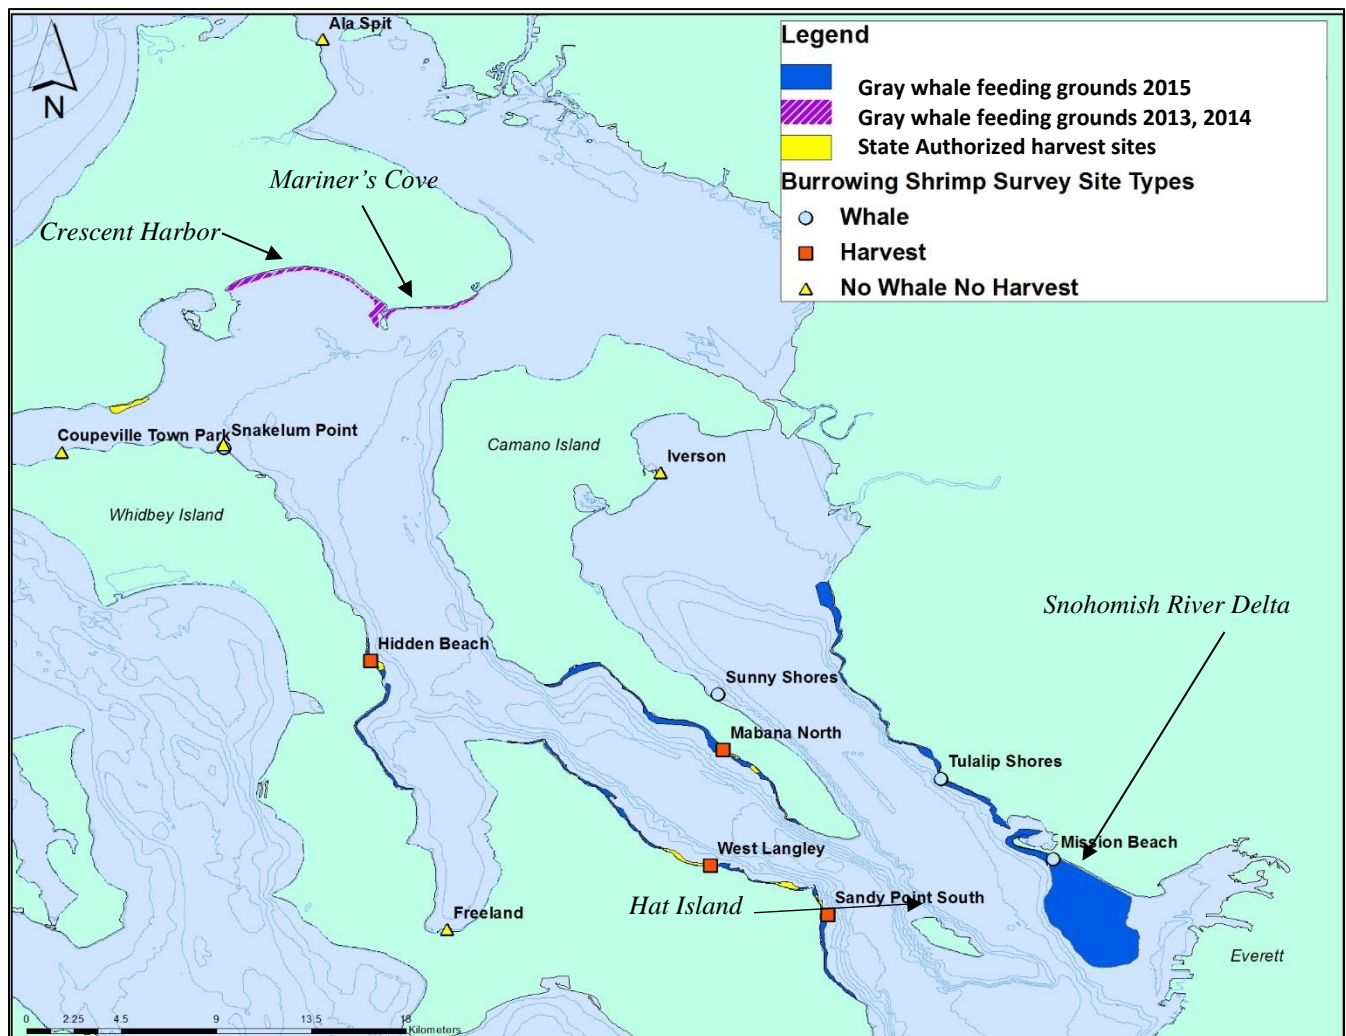 Ala Spit
N
Legend
Gray whale feeding grounds 2015
Gray whale feeding grounds 2013, 2014
State Authorized harvest sites
Burrowing Shrimp Survey Site Types
Whale
Harvest
No Whale No Harvest
Mariner’s Cove
Crescent Harbor
Coupeville Town Park
Snakelum Point
Camano Island
Iverson
Whidbey Island
Snohomish River Delta
Hidden Beach
Sunny Shores
Mabana North
Tulalip Shores
Mission Beach
West Langley
Hat Island
Sandy Point South
Freeland
Everett
0 2.25 4.5 9 13.5 18
Kilometers